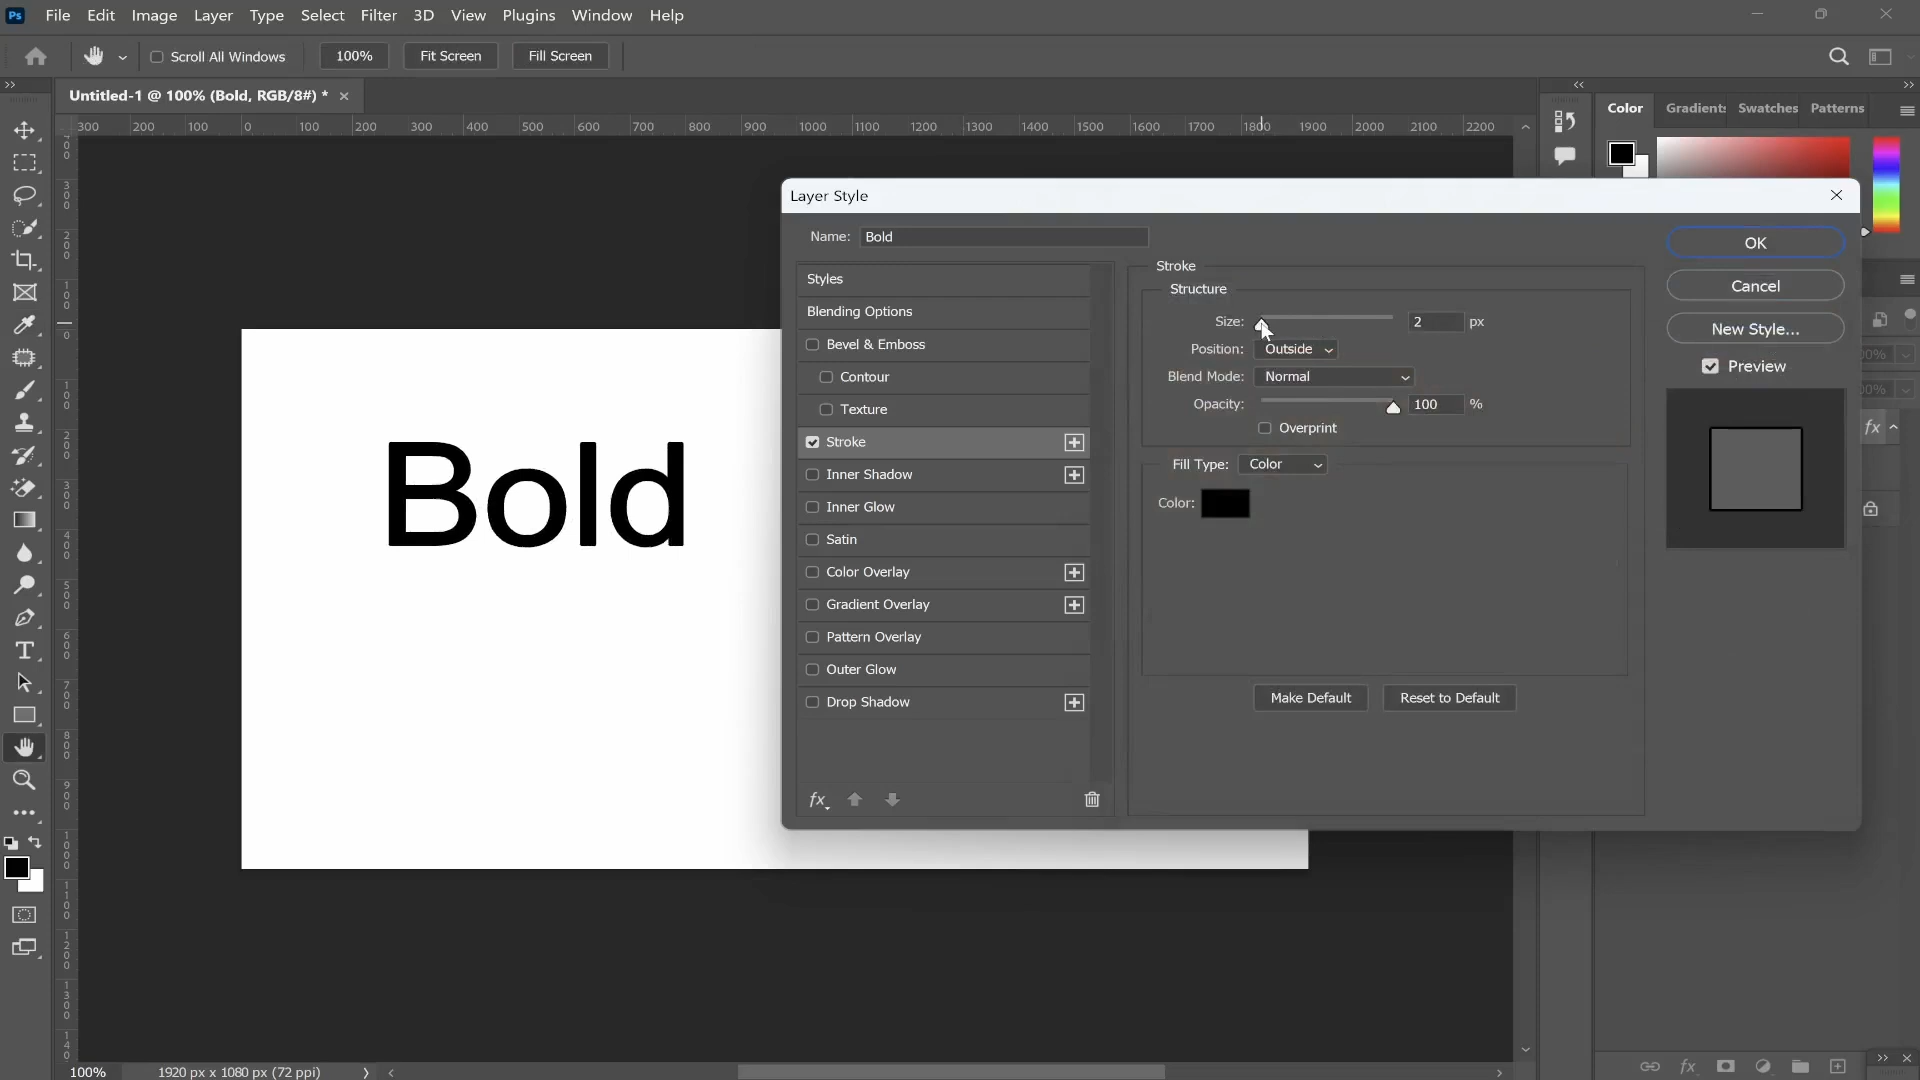 Ps File Edit Image Layer Type Select Filter 3D View Plugins Window Help
Scroll All Windows 100% Fit Screen Fill Screen
Untitled-1 @ 100% (Bold, RGB/8#) * ×
Color Gradients Swatches Patterns
300 200 100 0 100 200 300 400 500 600 700 800 900 1000 1100 1200 1300 1400 1500 1600 1700 1800 1900 2000 2100 2200
Layer Style
Name: Bold
OK
Cancel
New Style...
Preview
Styles
Blending Options
Bevel & Emboss
Contour
Texture
Stroke
Inner Shadow
Inner Glow
Satin
Color Overlay
Gradient Overlay
Pattern Overlay
Outer Glow
Drop Shadow
fx
Stroke
Structure
Size: 2 px
Position: Outside
Blend Mode: Normal
Opacity: 100 %
Overprint
Fill Type: Color
Color:
Make Default Reset to Default
Bold
fx
100% 1920 px x 1080 px (72 ppi)
fx